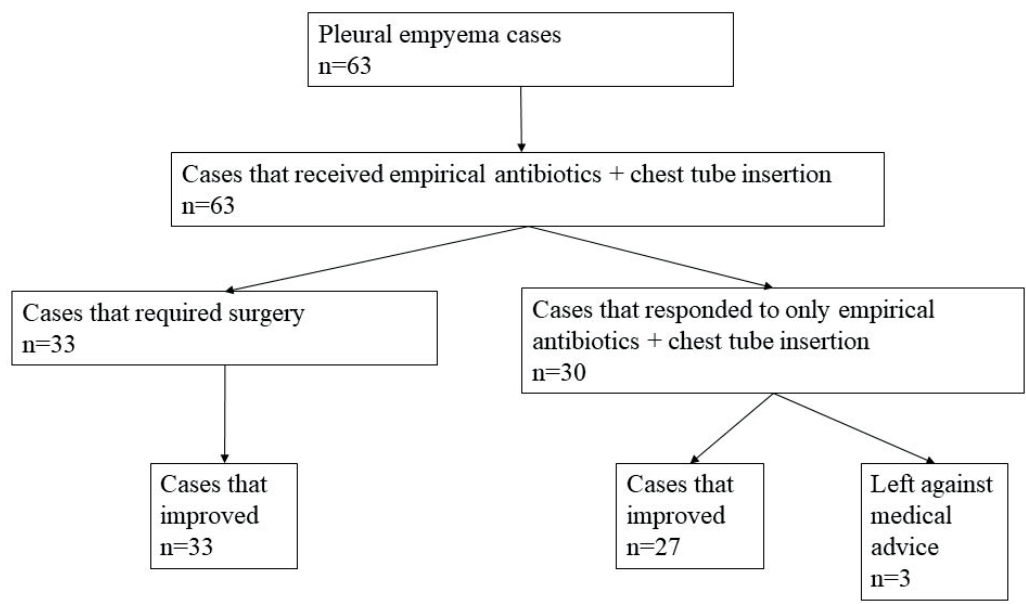 Pleural empyema cases
n=63
Cases that received empirical antibiotics + chest tube insertion
n=63
Cases that required surgery
n=33
Cases that responded to only empirical
antibiotics + chest tube insertion
n=30
Cases that
improved
n=33
Cases that
improved
n=27
Left against
medical
advice
n=3